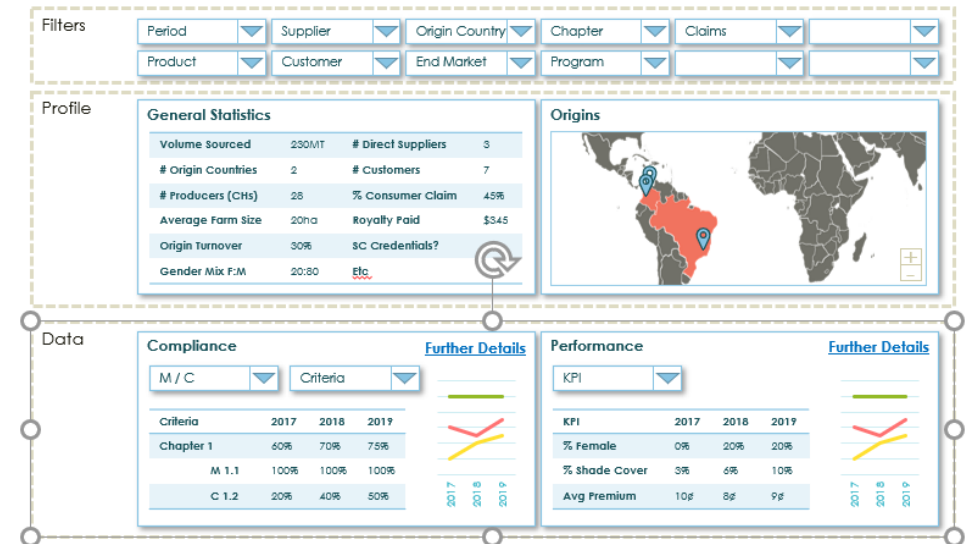 Filters
Period Supplier Origin Country Chapter Claims
Product Customer End Market Program
Profile
General Statistics
Volume Sourced 230MT # Direct Suppliers 3
# Origin Countries 2 # Customers 7
# Producers (CHs) 28 % Consumer Claim 45%
Average Farm Size 20ha Royalty Paid $345
Origin Turnover 30% SC Credentials?
Gender Mix F:M 20:80 Etc
Origins
+
−
Data
Compliance Further Details
M / C Criteria
Criteria 2017 2018 2019
Chapter 1 60% 70% 75%
M 1.1 100% 100% 100%
C 1.2 20% 40% 50%
2017 2018 2019
Performance Further Details
KPI
KPI 2017 2018 2019
% Female 0% 20% 20%
% Shade Cover 3% 6% 10%
Avg Premium 10¢ 8¢ 9¢
2017 2018 2019